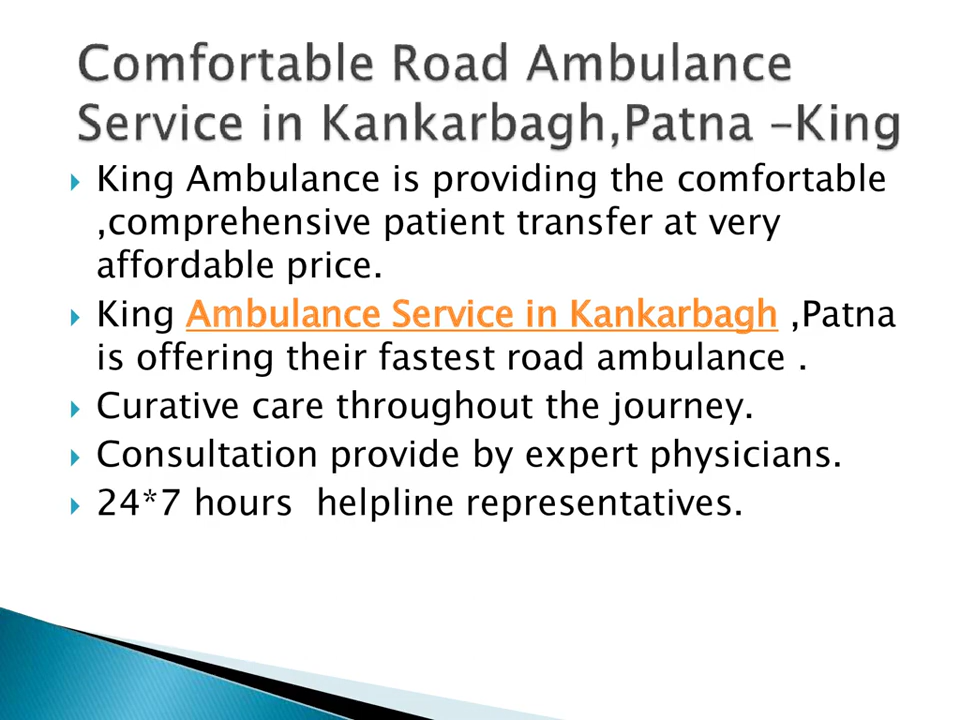 Comfortable Road Ambulance
Service in Kankarbagh,Patna –King
King Ambulance is providing the comfortable
,comprehensive patient transfer at very
affordable price.
King Ambulance Service in Kankarbagh ,Patna
is offering their fastest road ambulance .
Curative care throughout the journey.
Consultation provide by expert physicians.
24*7 hours  helpline representatives.